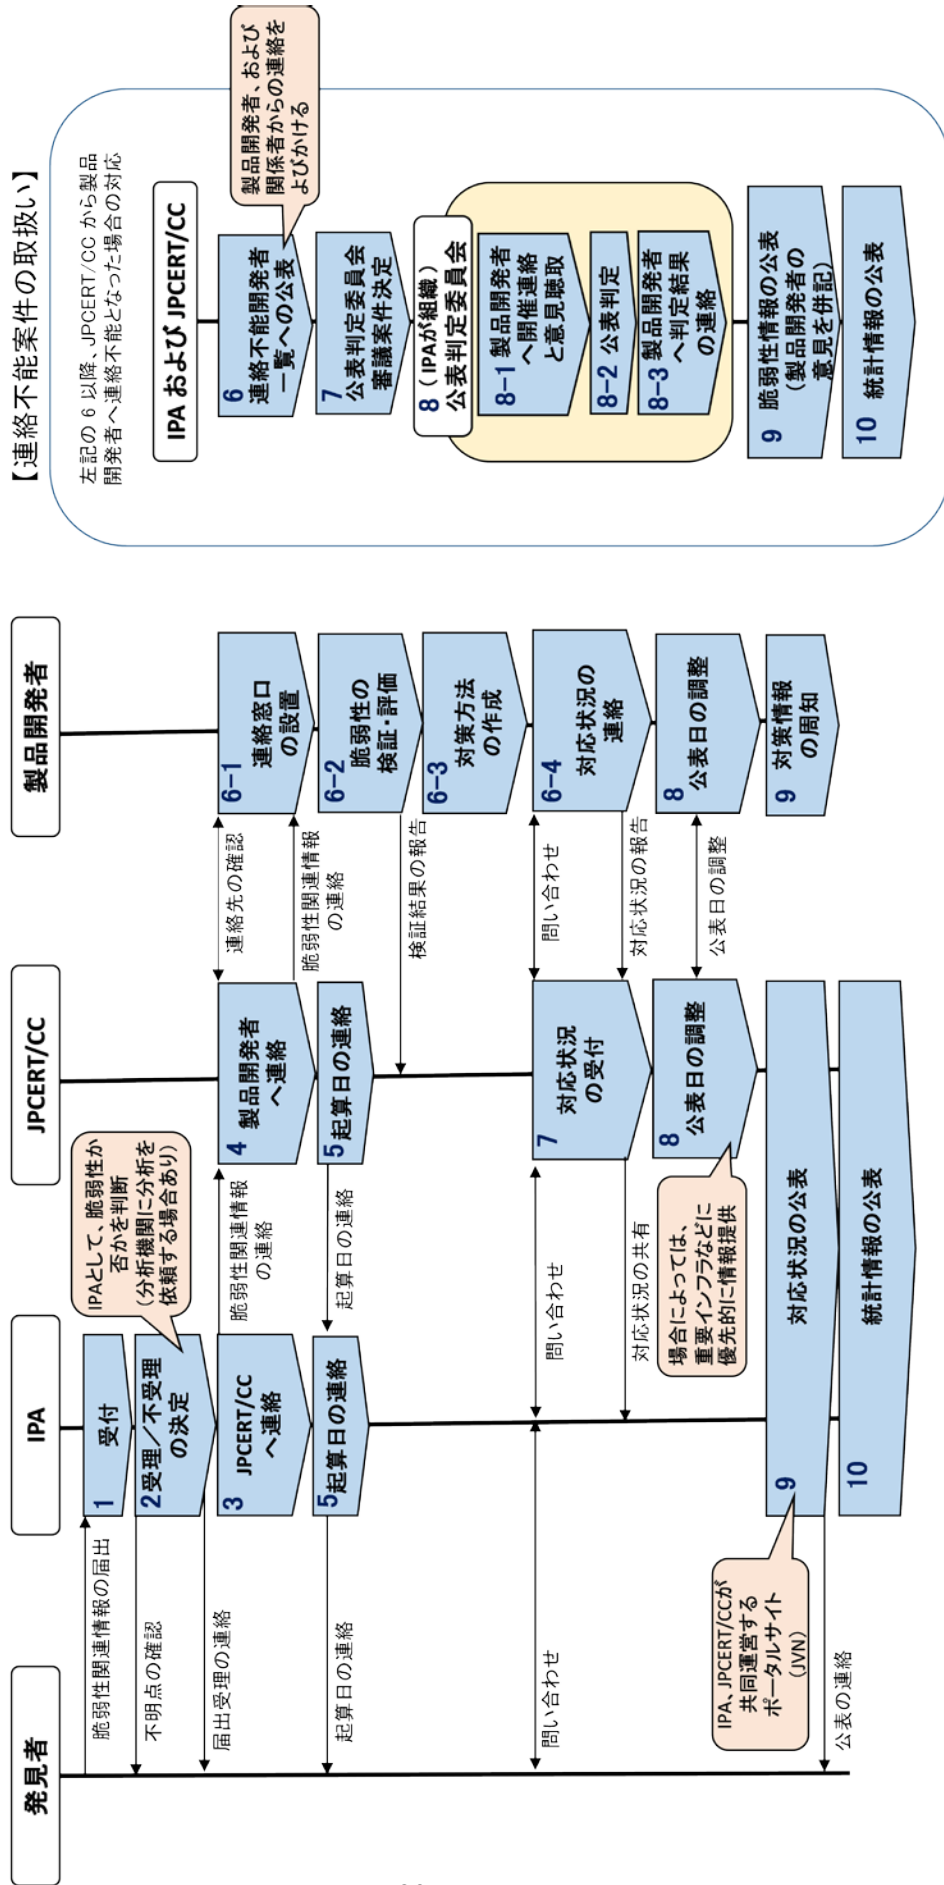 発見者
IPA
JPCERT/CC
製品開発者
脆弱性関連情報の届出
1
受付
不明点の確認
2
受理／不受理
の決定
IPAとして、脆弱性か
否かを判断
（分析機関に分析を
依頼する場合あり）
届出受理の連絡
3
JPCERT/CC
へ連絡
脆弱性関連情報
の連絡
4
製品開発者
へ連絡
連絡先の確認
脆弱性関連情報
の連絡
6-1
連絡窓口
の設置
5
起算日の連絡
起算日の連絡
起算日の連絡
5
起算日の連絡
6-2
脆弱性の
検証・評価
検証結果の報告
6-3
対策方法
の作成
問い合わせ
問い合わせ
7
対応状況
の受付
問い合わせ
6-4
対応状況の
連絡
対応状況の共有
対応状況の報告
場合によっては、
重要インフラなどに
優先的に情報提供
8
公表日の調整
公表日の調整
8
公表日の調整
IPA、JPCERT/CCが
共同運営する
ポータルサイト
(JVN)
9
対応状況の公表
9
対策情報
の周知
公表の連絡
10
統計情報の公表
【連絡不能案件の取扱い】
左記の 6 以降、JPCERT/CC から製品
開発者へ連絡不能となった場合の対応
IPA および JPCERT/CC
6
連絡不能開発者
一覧への公表
製品開発者、および
関係者からの連絡を
よびかける
7
公表判定委員会
審議案件決定
8（IPAが組織）
公表判定委員会
8-1
製品開発者
へ開催連絡
と意見聴取
8-2
公表判定
8-3
製品開発者
へ判定結果
の連絡
9
脆弱性情報の公表
（製品開発者の
意見を併記）
10
統計情報の公表